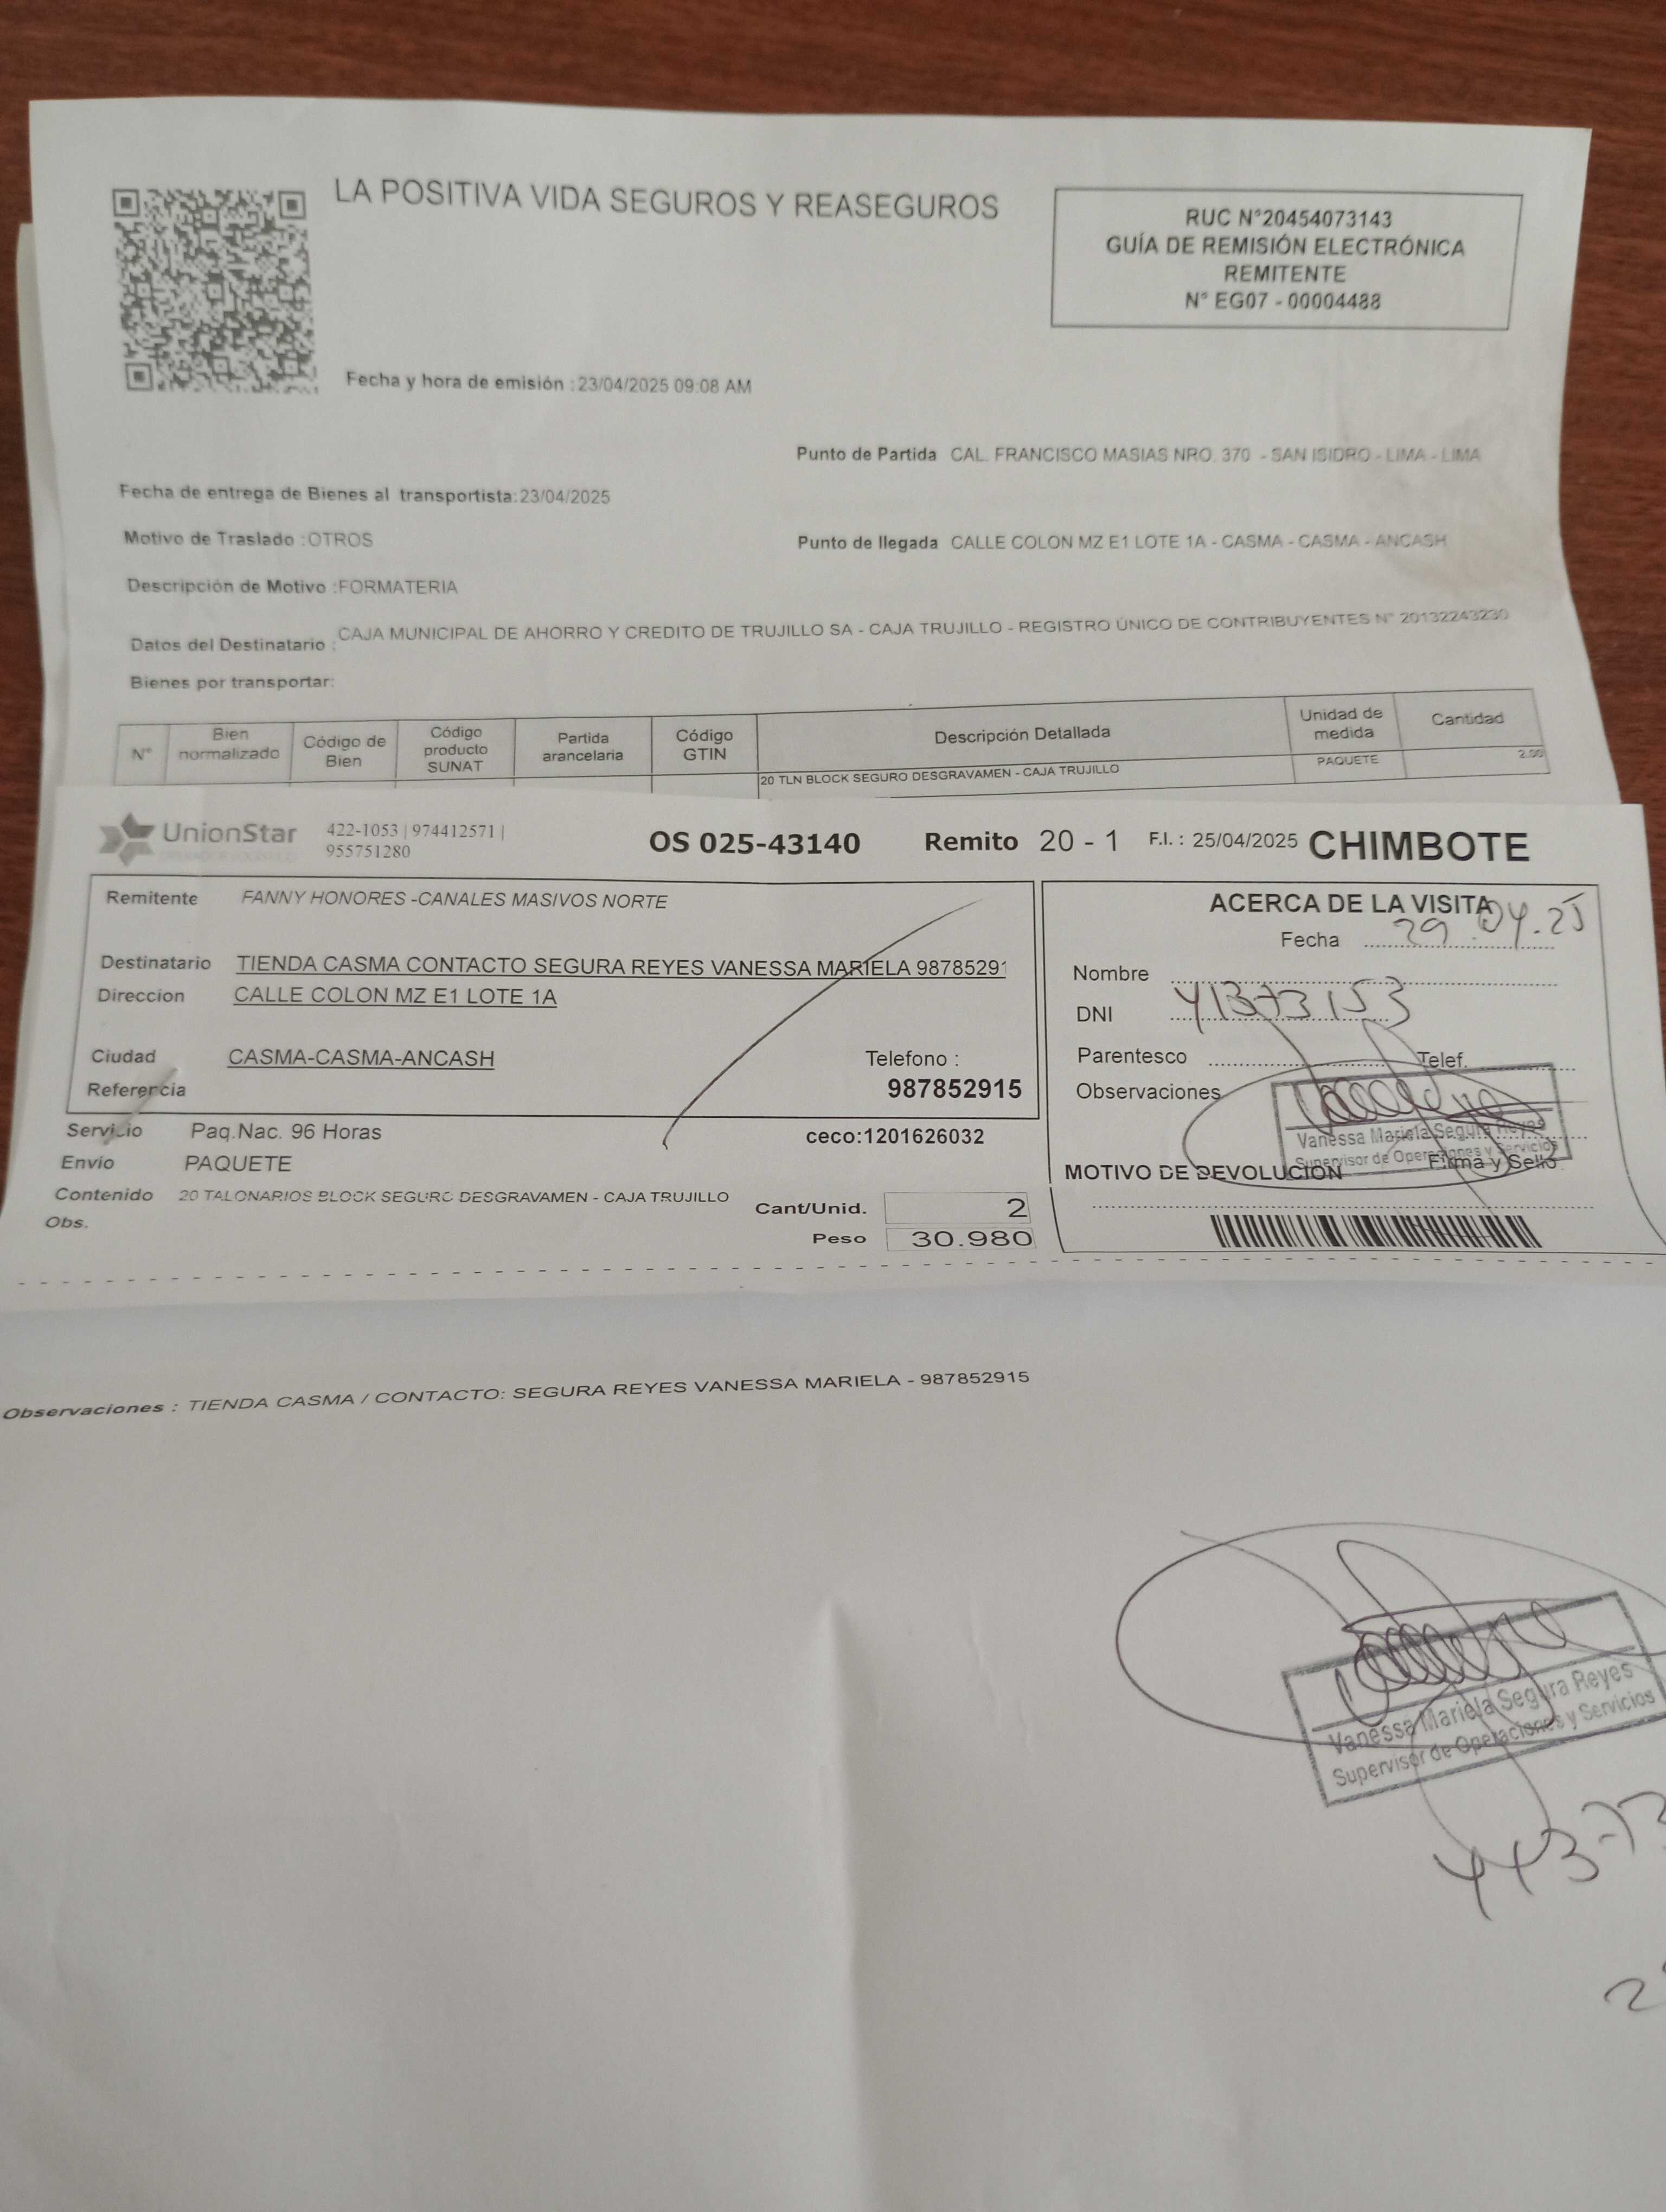 LA POSITIVA VIDA SEGUROS Y REASEGUROS
RUC N°20454073143
GUÍA DE REMISIÓN ELECTRÓNICA
REMITENTE
N° EG07 - 00004488
Fecha y hora de emisión : 23/04/2025 09:08 AM
Punto de Partida CAL. FRANCISCO MASIAS NRO. 370 - SAN ISIDRO - LIMA - LIMA
Fecha de entrega de Bienes al transportista: 23/04/2025
Motivo de Traslado : OTROS
Punto de llegada CALLE COLON MZ E1 LOTE 1A - CASMA - CASMA - ANCASH
Descripción de Motivo : FORMATERIA
Datos del Destinatario : CAJA MUNICIPAL DE AHORRO Y CREDITO DE TRUJILLO SA - CAJA TRUJILLO - REGISTRO ÚNICO DE CONTRIBUYENTES N° 20132243230
Bienes por transportar:
N° Bien normalizado Código de Bien Código producto SUNAT Partida arancelaria Código GTIN Descripción Detallada Unidad de medida Cantidad
20 TLN BLOCK SEGURO DESGRAVAMEN - CAJA TRUJILLO PAQUETE 2.00
UnionStar 422-1053 | 974412571 | 955751280 OS 025-43140 Remito 20 - 1 F.I. : 25/04/2025 CHIMBOTE
OPERADOR LOGÍSTICO
Remitente FANNY HONORES -CANALES MASIVOS NORTE
Destinatario TIENDA CASMA CONTACTO SEGURA REYES VANESSA MARIELA 98785291
Direccion CALLE COLON MZ E1 LOTE 1A
Ciudad CASMA-CASMA-ANCASH
Telefono :
Referencia 987852915
Servicio Paq.Nac. 96 Horas
ceco:1201626032
Envío PAQUETE
Contenido 20 TALONARIOS BLOCK SEGURO DESGRAVAMEN - CAJA TRUJILLO
Cant/Unid. 2
Obs.
Peso 30.980
ACERCA DE LA VISITA
Fecha 29.04.25
Nombre
DNI 41373153
Parentesco Telef.
Observaciones
Vanessa Mariela Segura Reyes
Supervisor de Operaciones y Servicios
Firma y Sello
MOTIVO DE DEVOLUCION
Observaciones : TIENDA CASMA / CONTACTO: SEGURA REYES VANESSA MARIELA - 987852915
Vanessa Mariela Segura Reyes
Supervisor de Operaciones y Servicios